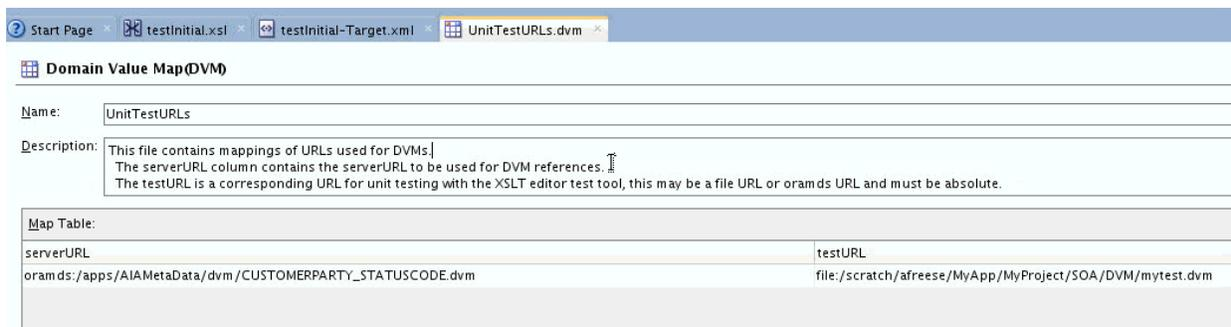 Start Page testInitial.xsl testInitial-Target.xml UnitTestURLs.dvm
Domain Value Map(DVM)
Name: UnitTestURLs
Description: This file contains mappings of URLs used for DVMs.
The serverURL column contains the serverURL to be used for DVM references.
The testURL is a corresponding URL for unit testing with the XSLT editor test tool, this may be a file URL or oramds URL and must be absolute.
Map Table:
serverURL testURL
oramds:/apps/AIAMetaData/dvm/CUSTOMERPARTY_STATUSCODE.dvm file:/scratch/afreese/MyApp/MyProject/SOA/DVM/mytest.dvm